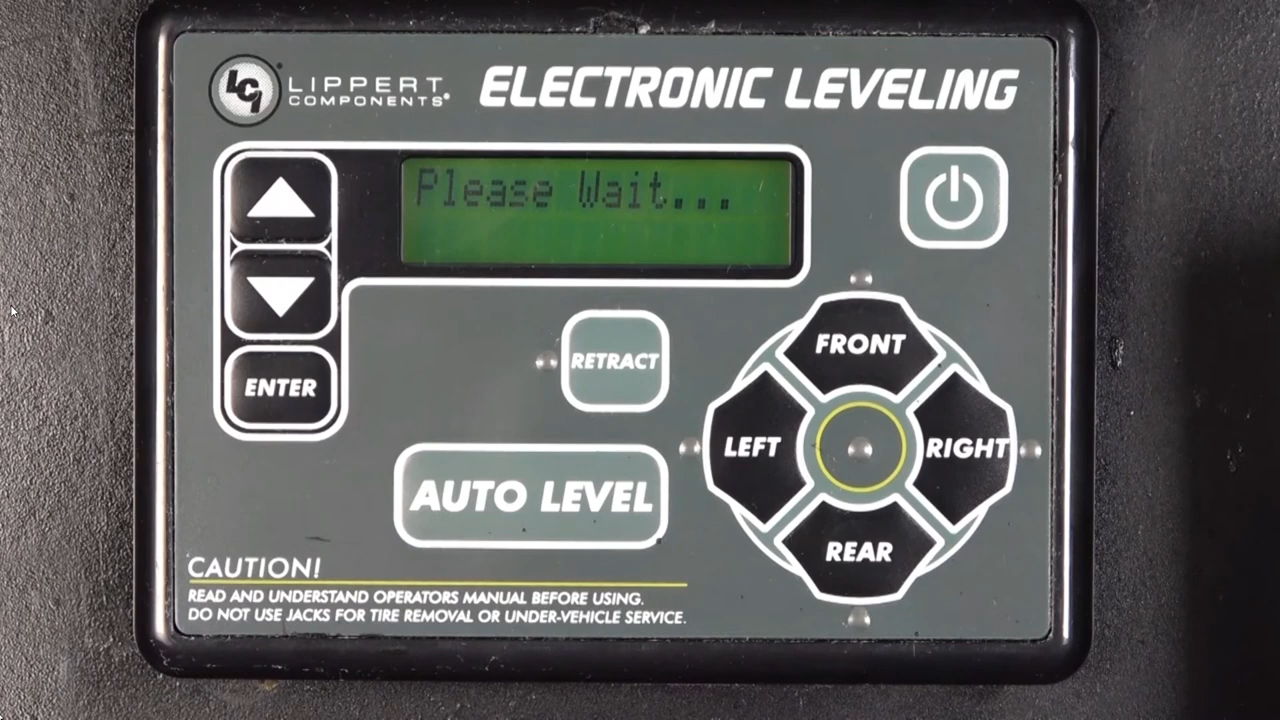 LCI LIPPERT COMPONENTS®
ELECTRONIC LEVELING
Please Wait...
ENTER
RETRACT
AUTO LEVEL
FRONT
LEFT
RIGHT
REAR
CAUTION!
READ AND UNDERSTAND OPERATORS MANUAL BEFORE USING.
DO NOT USE JACKS FOR TIRE REMOVAL OR UNDER-VEHICLE SERVICE.